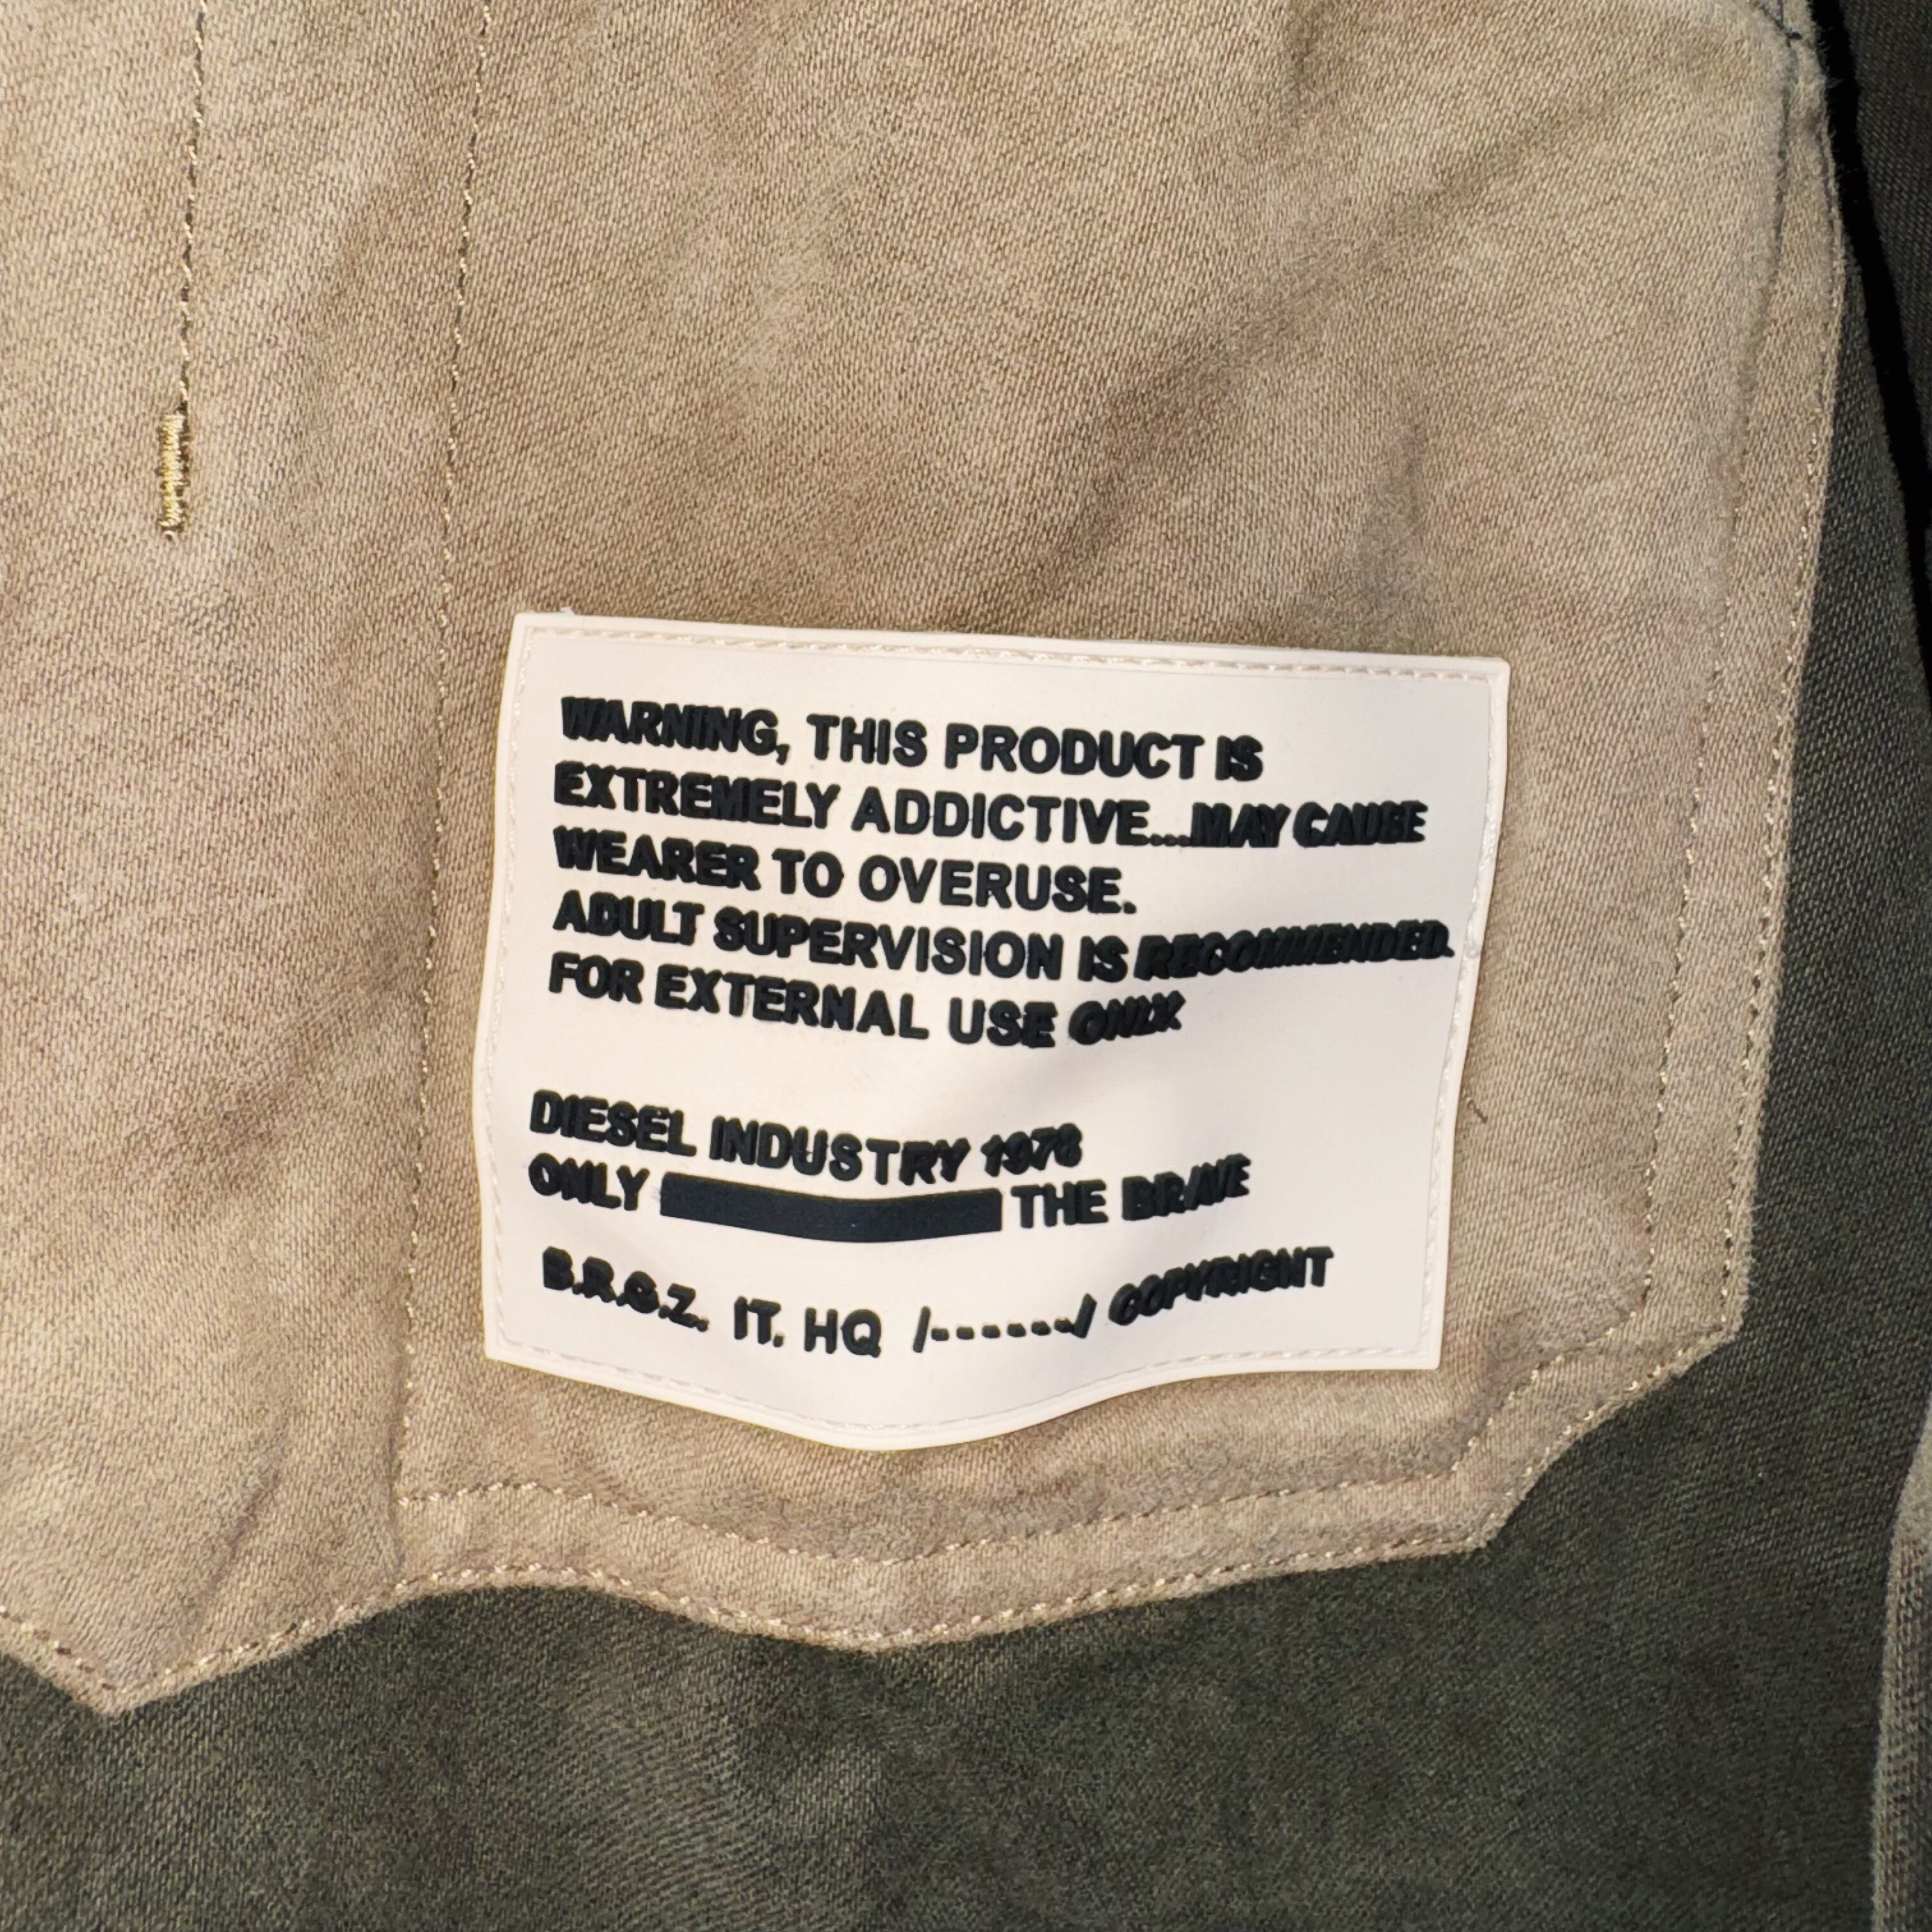 WARNING, THIS PRODUCT IS
EXTREMELY ADDICTIVE...MAY CAUSE
WEARER TO OVERUSE.
ADULT SUPERVISION IS RECOMMENDED.
FOR EXTERNAL USE ONLY.
DIESEL INDUSTRY 1978
ONLY THE BRAVE
B.R.G.Z. IT. HQ /-------/ COPYRIGHT